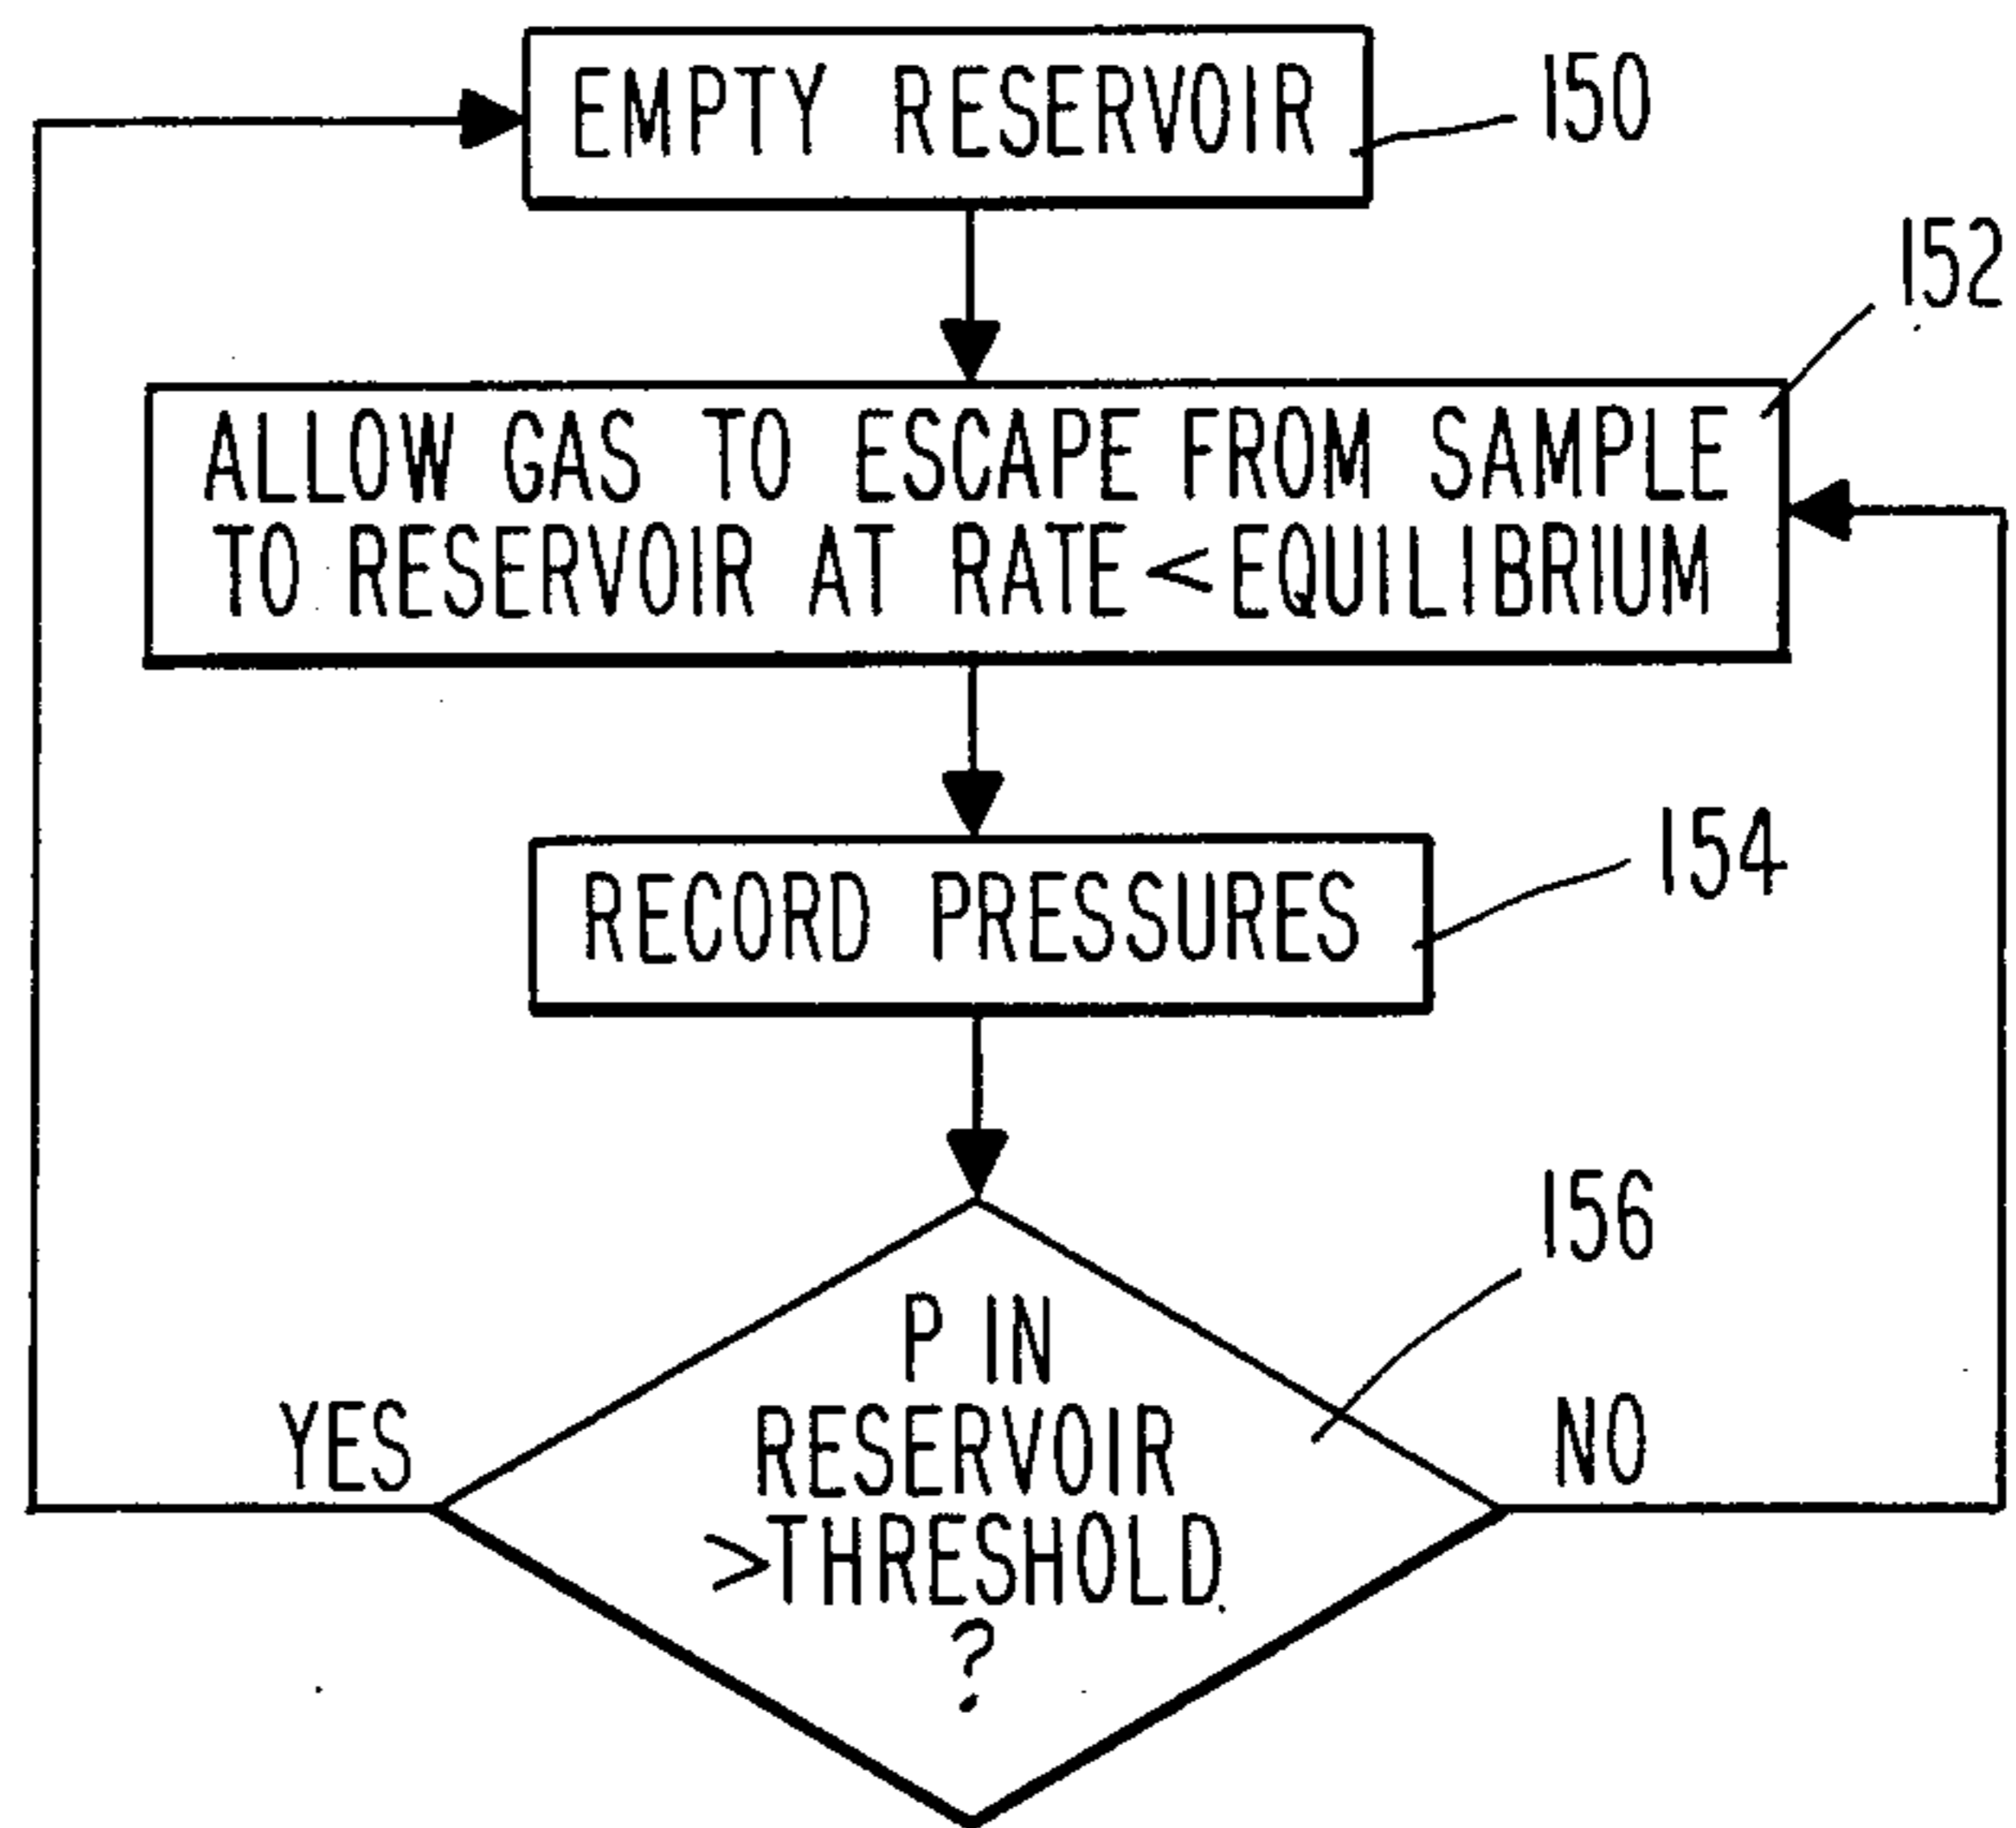 EMPTY RESERVOIR
150
152
ALLOW GAS TO ESCAPE FROM SAMPLE
TO RESERVOIR AT RATE < EQUILIBRIUM
RECORD PRESSURES
154
156
P IN
RESERVOIR
>THRESHOLD
?
YES
NO